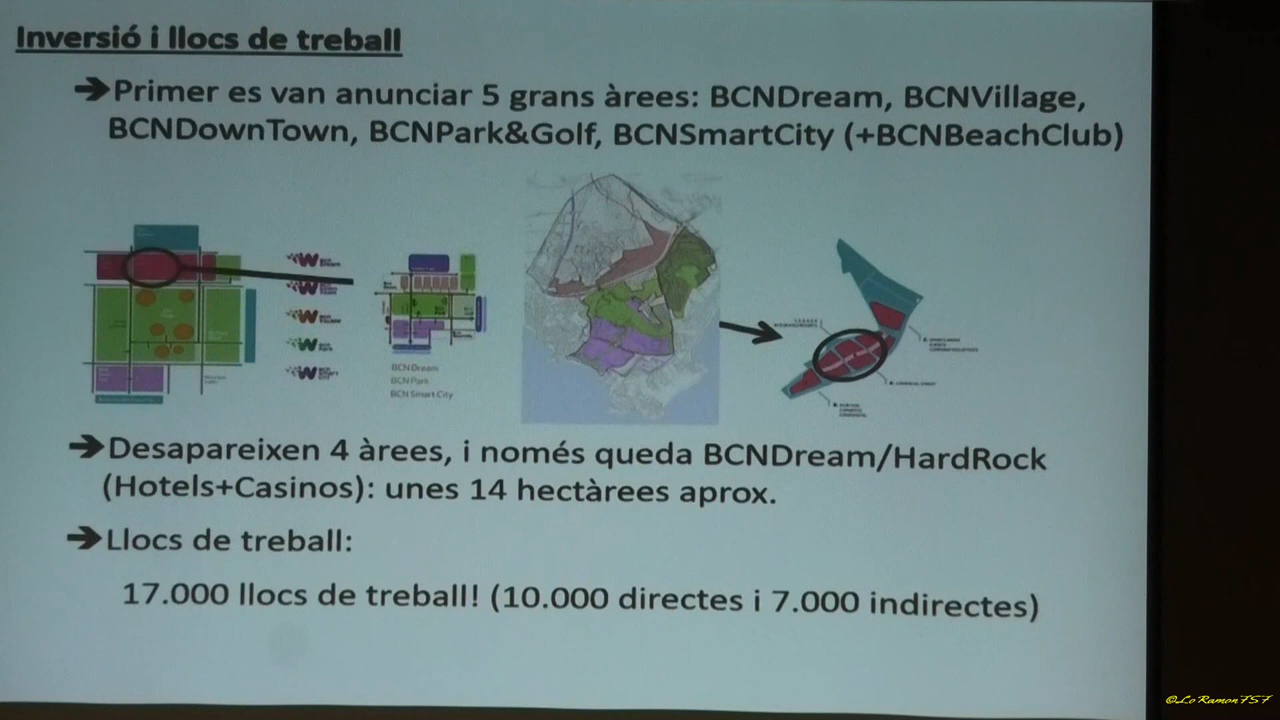 Inversió i llocs de treball
➔Primer es van anunciar 5 grans àrees: BCNDream, BCNVillage,
BCNDownTown, BCNPark&Golf, BCNSmartCity (+BCNBeachClub)
BCN Dream
BCN Park
BCN Smart City
➔Desapareixen 4 àrees, i només queda BCNDream/HardRock
(Hotels+Casinos): unes 14 hectàrees aprox.
➔Llocs de treball:
17.000 llocs de treball! (10.000 directes i 7.000 indirectes)
©Lo Ramon757